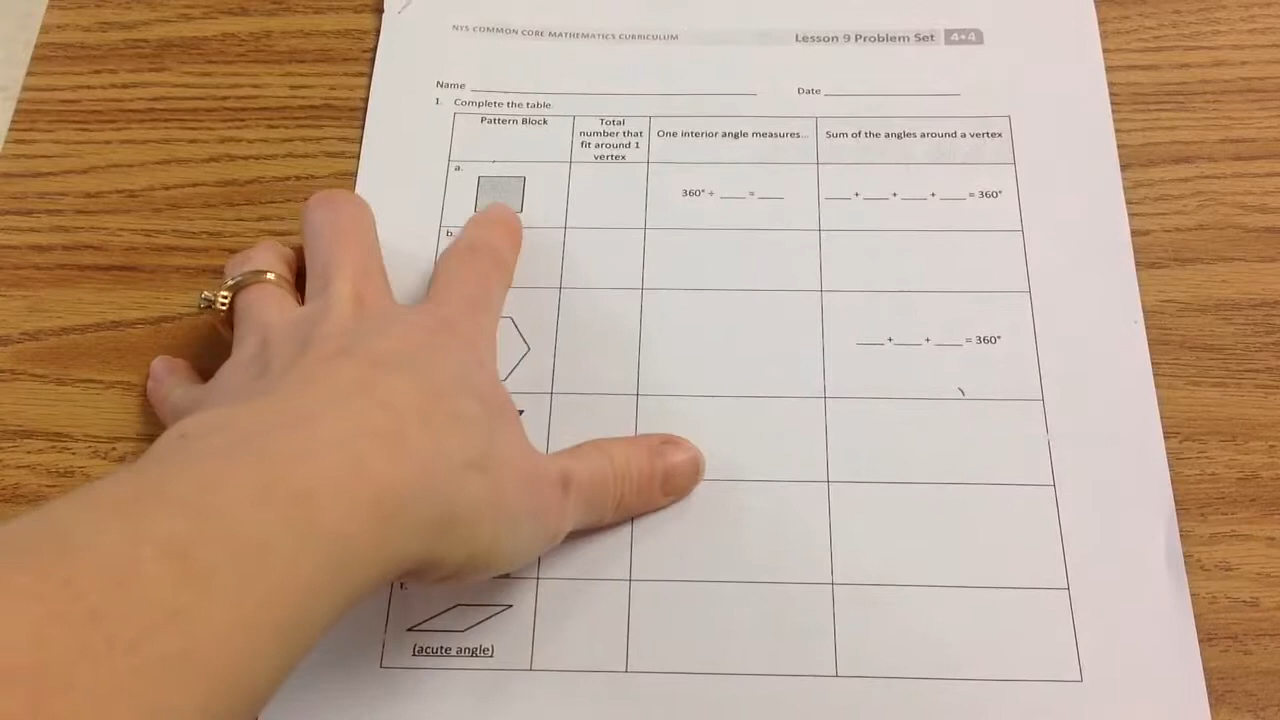 NYS COMMON CORE MATHEMATICS CURRICULUM
Lesson 9 Problem Set 4•4
Name ____ Date ____
1. Complete the table.
Pattern Block
Total number that fit around 1 vertex
One interior angle measures...
Sum of the angles around a vertex
a.
360° ÷ ____ = ____
____ + ____ + ____ + ____ = 360°
b.
____ + ____ + ____ = 360°
f.
(acute angle)